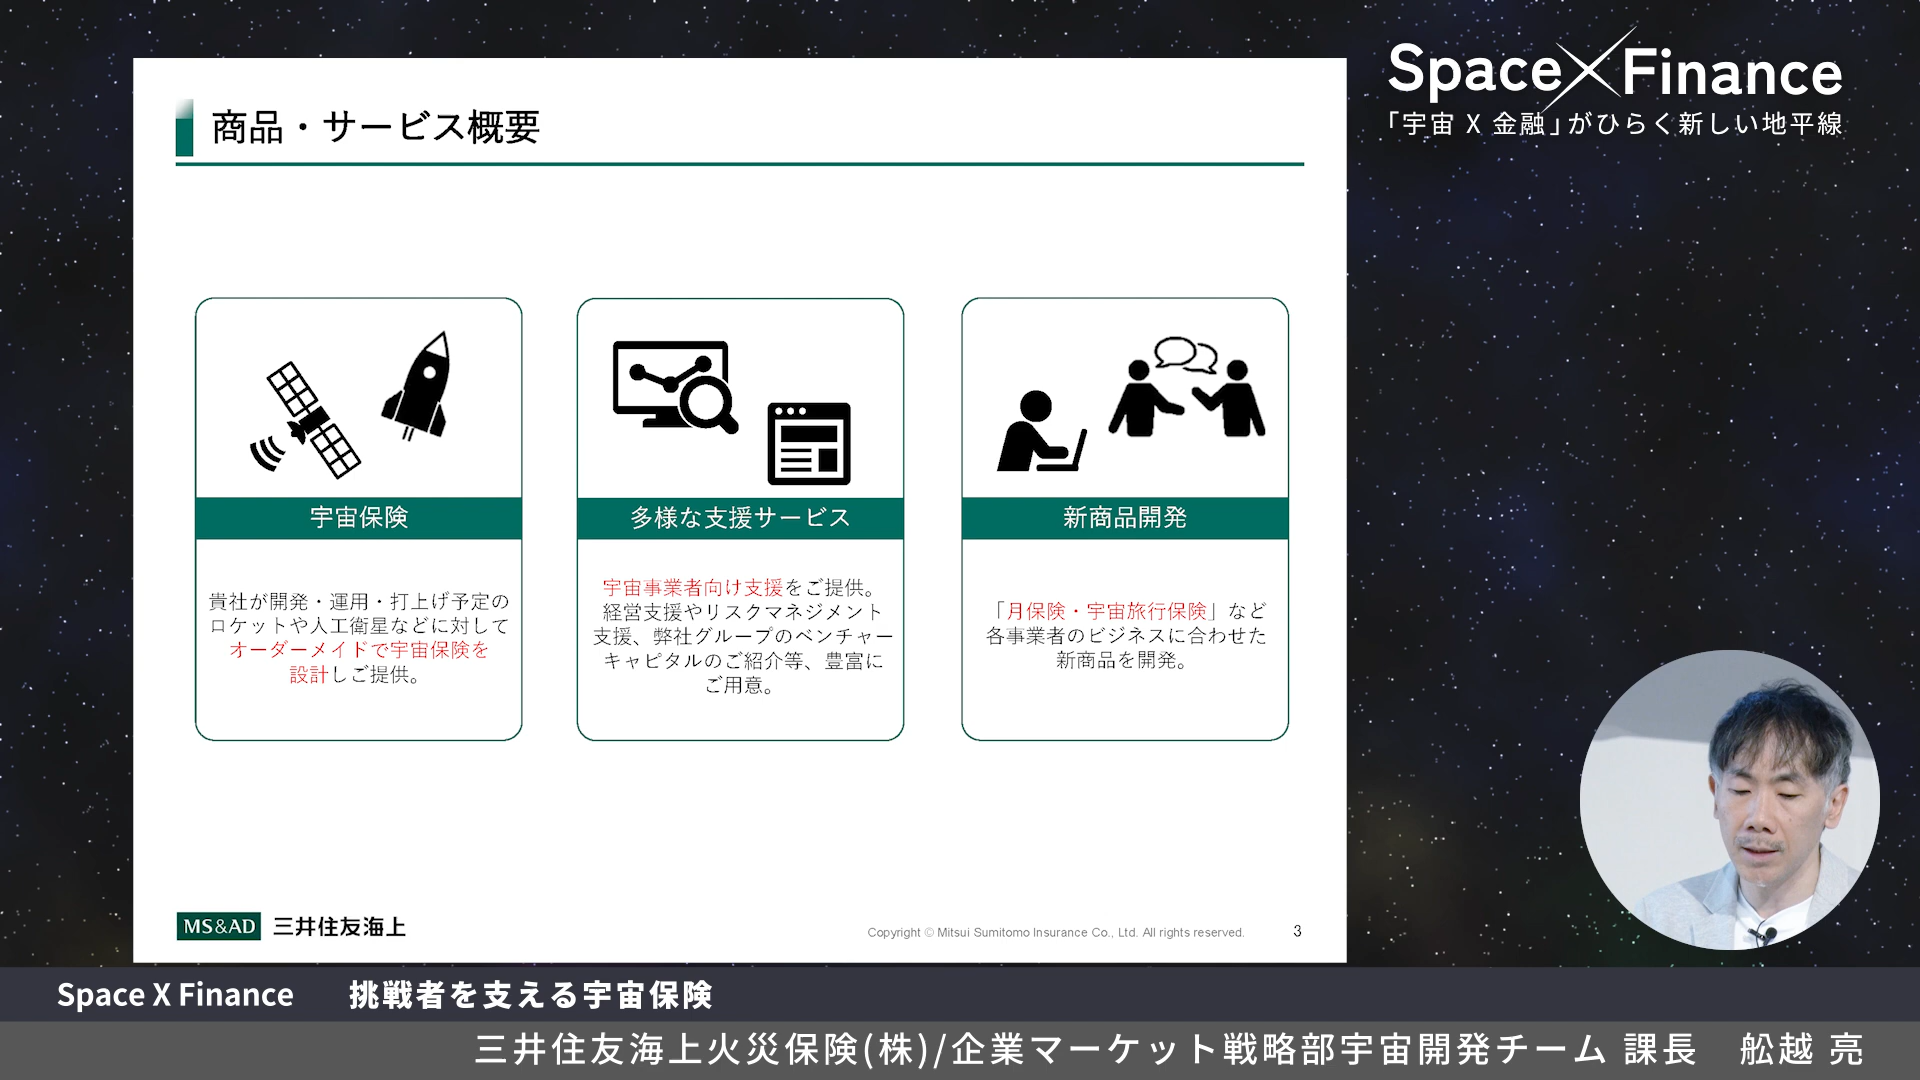 Space X Finance
「宇宙 X 金融」がひらく新しい地平線
商品・サービス概要
宇宙保険
貴社が開発・運用・打上げ予定の
ロケットや人工衛星などに対して
オーダーメイドで宇宙保険を
設計しご提供。
多様な支援サービス
宇宙事業者向け支援をご提供。
経営支援やリスクマネジメント
支援、弊社グループのベンチャー
キャピタルのご紹介等、豊富に
ご用意。
新商品開発
「月保険・宇宙旅行保険」など
各事業者のビジネスに合わせた
新商品を開発。
MS&AD 三井住友海上
Copyright © Mitsui Sumitomo Insurance Co., Ltd. All rights reserved.
3
Space X Finance 挑戦者を支える宇宙保険
三井住友海上火災保険(株)/企業マーケット戦略部宇宙開発チーム 課長 舩越 亮